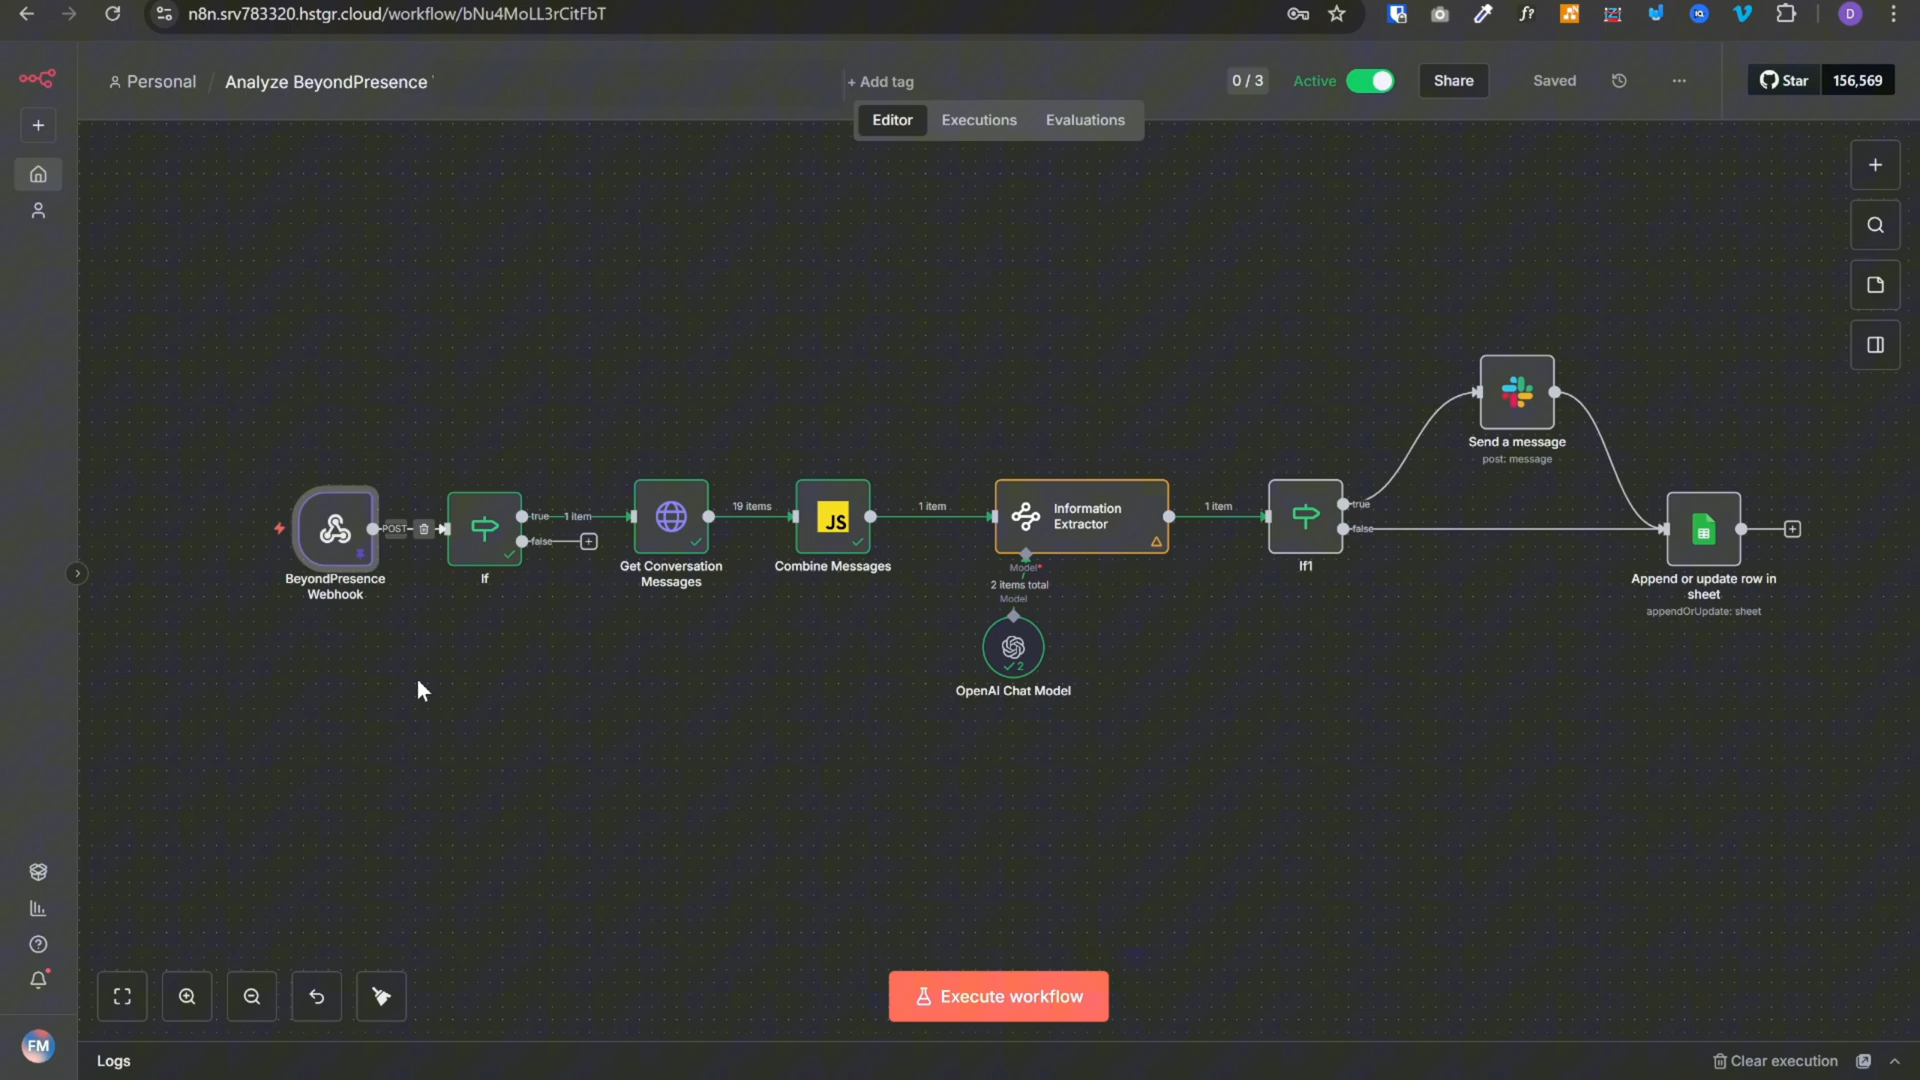 n8n.srv783320.hstgr.cloud/workflow/bNu4MoLL3rCitFbT
f?
D
Personal / Analyze BeyondPresence
+ Add tag
0 / 3
Active
Share
Saved
Star
156,569
Editor
Executions
Evaluations
Send a message
post: message
POST
true
1 item
false
19 items
JS
1 item
Information
Extractor
1 item
true
false
BeyondPresence
Webhook
If
Get Conversation
Messages
Combine Messages
Model*
2 items total
Model
If1
Append or update row in
sheet
appendOrUpdate: sheet
2
OpenAI Chat Model
Execute workflow
FM
Logs
Clear execution